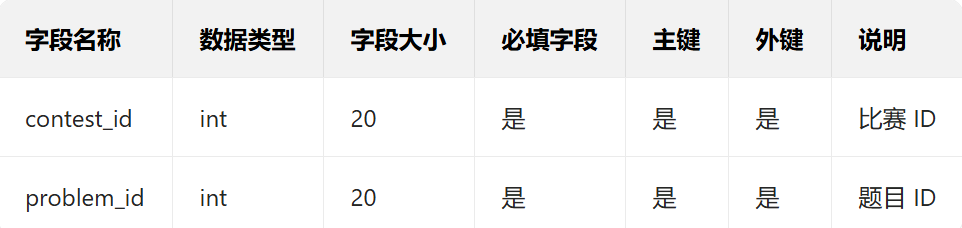 字段名称 数据类型 字段大小 必填字段 主键 外键 说明
contest_id int 20 是 是 是 比赛 ID
problem_id int 20 是 是 是 题目 ID